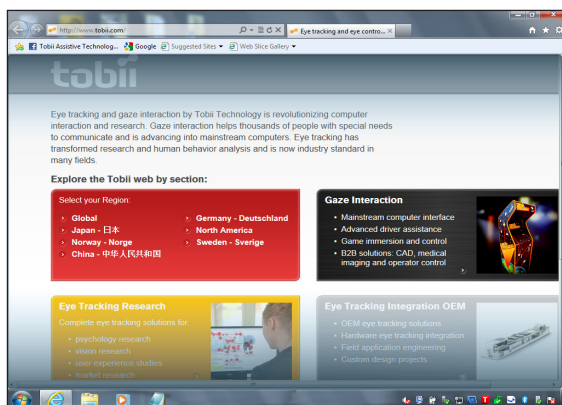 http://www.tobii.com/
Eye tracking and eye contro...
Tobii Assistive Technolog...
Google
Suggested Sites
Web Slice Gallery
tobii
Eye tracking and gaze interaction by Tobii Technology is revolutionizing computer
interaction and research. Gaze interaction helps thousands of people with special needs
to communicate and is advancing into mainstream computers. Eye tracking has
transformed research and human behavior analysis and is now industry standard in
many fields.
Explore the Tobii web by section:
Select your Region:
Global
Japan - 日本
Norway - Norge
China - 中华人民共和国
Germany - Deutschland
North America
Sweden - Sverige
Gaze Interaction
Mainstream computer interface
Advanced driver assistance
Game immersion and control
B2B solutions: CAD, medical
imaging and operator control
Eye Tracking Research
Complete eye tracking solutions for:
psychology research
vision research
user experience studies
market research
Eye Tracking Integration OEM
OEM eye tracking solutions
Hardware eye tracking integration
Field application engineering
Custom design projects